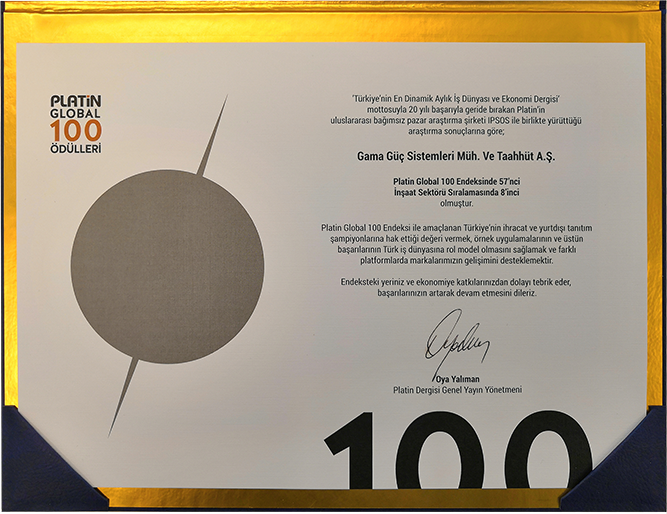 PLATİN
GLOBAL
100
ÖDÜLLERİ
'Türkiye'nin En Dinamik Aylık İş Dünyası ve Ekonomi Dergisi'
mottosuyla 20 yılı başarıyla geride bırakan Platin'in
uluslararası bağımsız pazar araştırma şirketi IPSOS ile birlikte yürüttüğü
araştırma sonuçlarına göre;
Gama Güç Sistemleri Müh. Ve Taahhüt A.Ş.
Platin Global 100 Endeksinde 57'nci
İnşaat Sektörü Sıralamasında 8'inci
olmuştur.
Platin Global 100 Endeksi ile amaçlanan Türkiye'nin ihracat ve yurtdışı tanıtım
şampiyonlarına hak ettiği değeri vermek, örnek uygulamalarının ve üstün
başarılarının Türk iş dünyasına rol model olmasını sağlamak ve farklı
platformlarda markalarımızın gelişimini desteklemektir.
Endeksteki yeriniz ve ekonomiye katkılarınızdan dolayı tebrik eder,
başarılarınızın artarak devam etmesini dileriz.
Oya Yalıman
Platin Dergisi Genel Yayın Yönetmeni
100